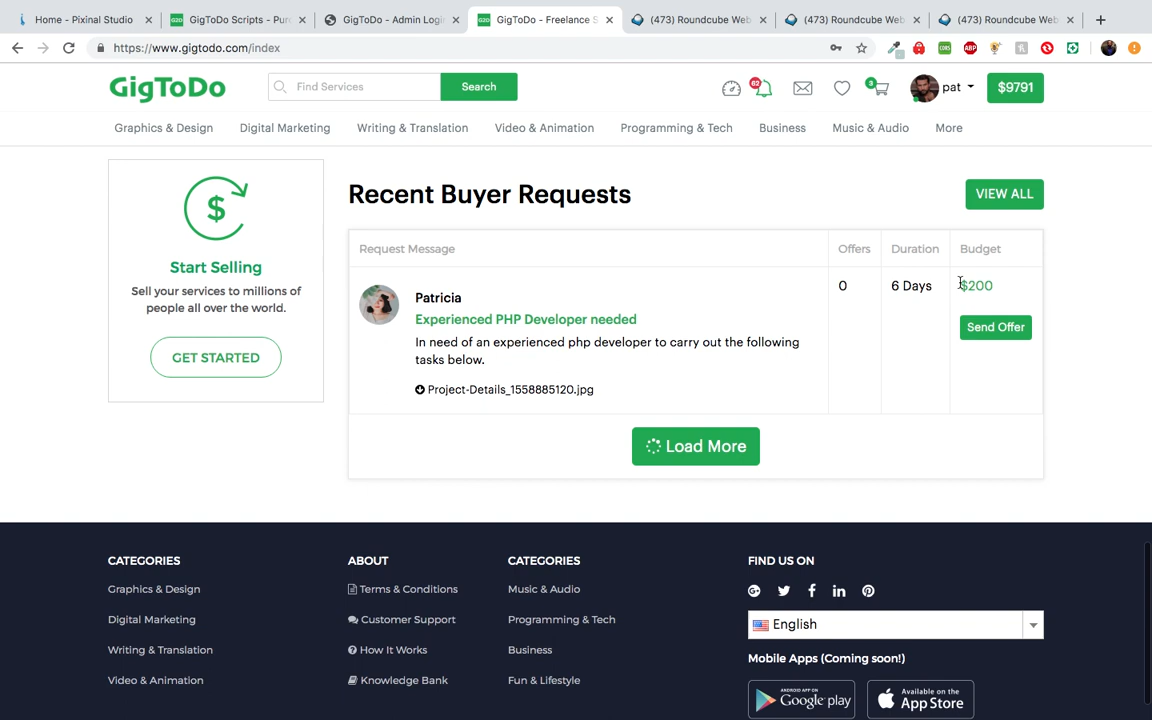 Home - Pixinal Studio
GigToDo Scripts - Pure
GigToDo - Admin Login
GigToDo - Freelance S
(473) Roundcube Web
(473) Roundcube Web
(473) Roundcube Web
https://www.gigtodo.com/index
ABP
GigToDo
Find Services
Search
62
3
pat
$9791
Graphics & Design
Digital Marketing
Writing & Translation
Video & Animation
Programming & Tech
Business
Music & Audio
More
$
Start Selling
Sell your services to millions of
people all over the world.
GET STARTED
Recent Buyer Requests
VIEW ALL
Request Message
Offers
Duration
Budget
Patricia
Experienced PHP Developer needed
In need of an experienced php developer to carry out the following
tasks below.
Project-Details_1558885120.jpg
0
6 Days
$200
Send Offer
Load More
CATEGORIES
Graphics & Design
Digital Marketing
Writing & Translation
Video & Animation
ABOUT
Terms & Conditions
Customer Support
How It Works
Knowledge Bank
CATEGORIES
Music & Audio
Programming & Tech
Business
Fun & Lifestyle
FIND US ON
English
Mobile Apps (Coming soon!)
ANDROID APP ON
Google play
Available on the
App Store